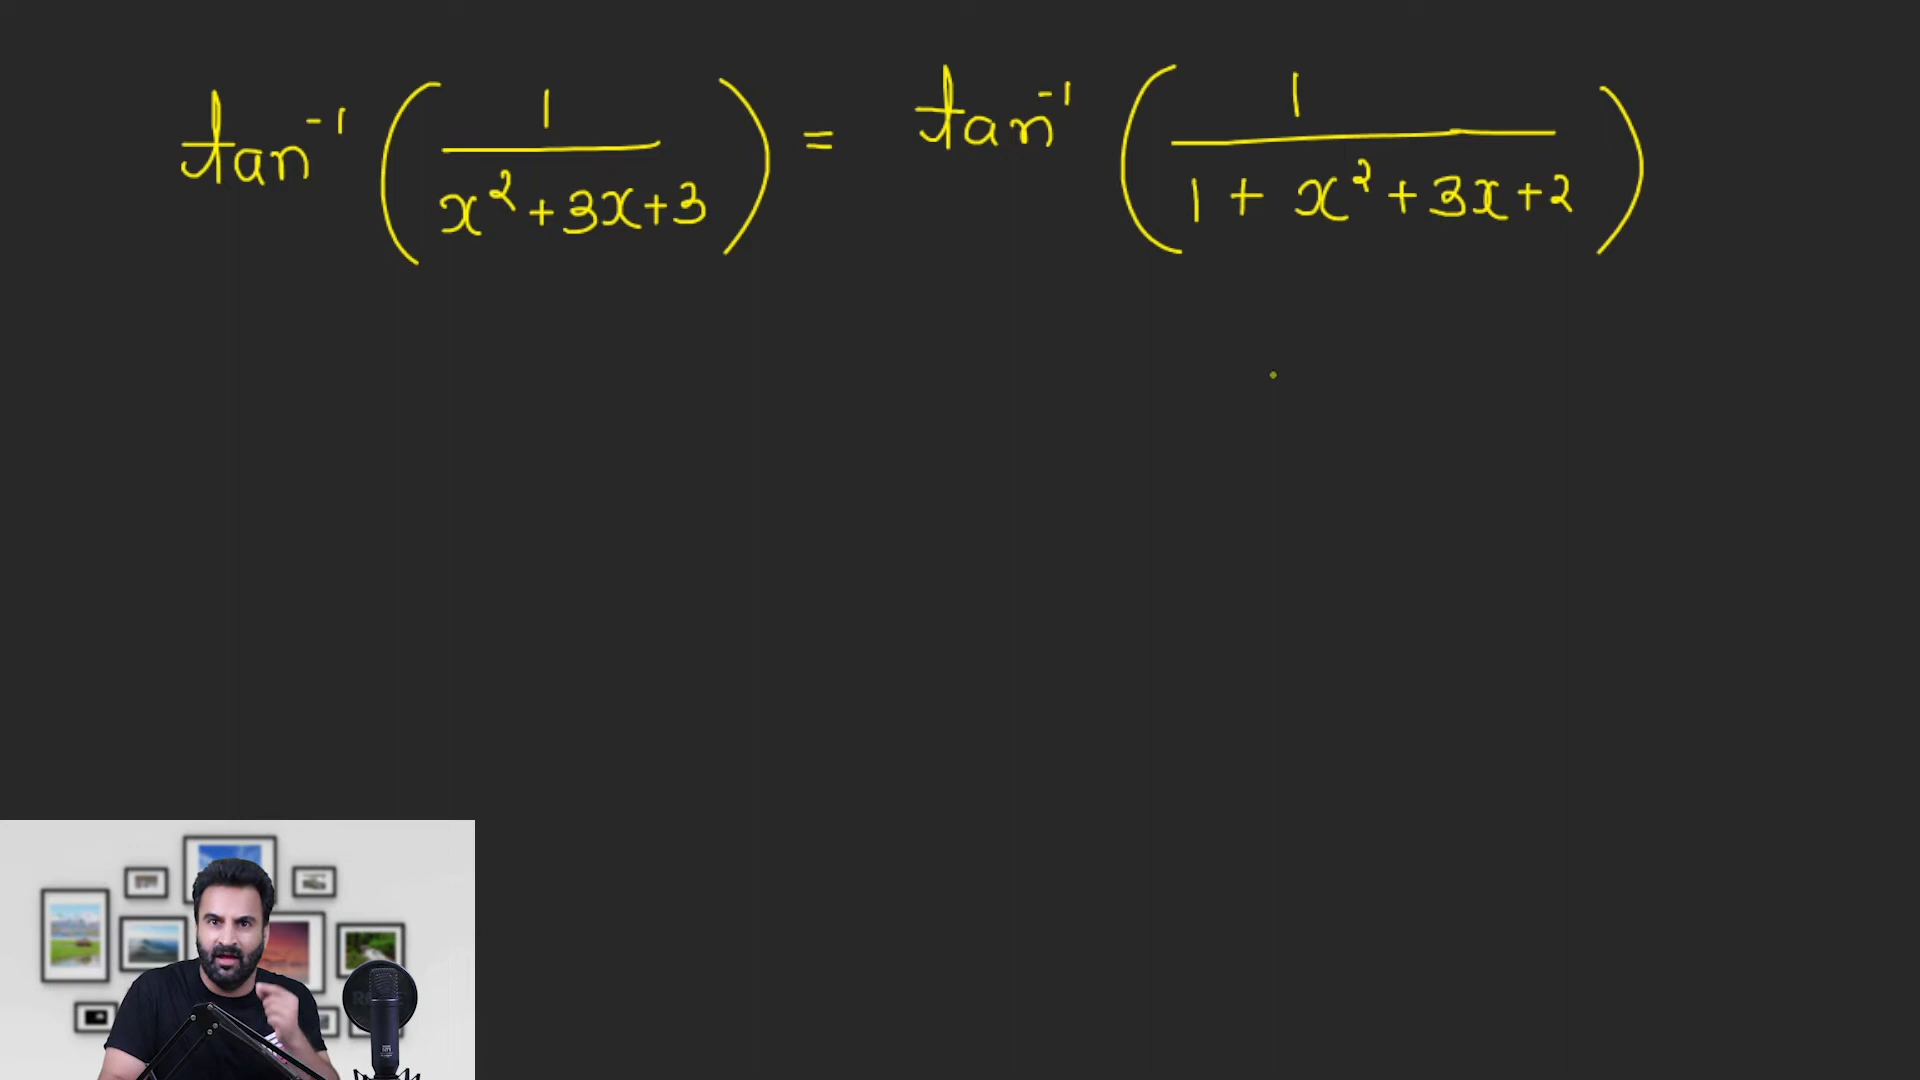 tan⁻¹ (1/(x²+3x+3)) = tan⁻¹ (1/(1+x²+3x+2))